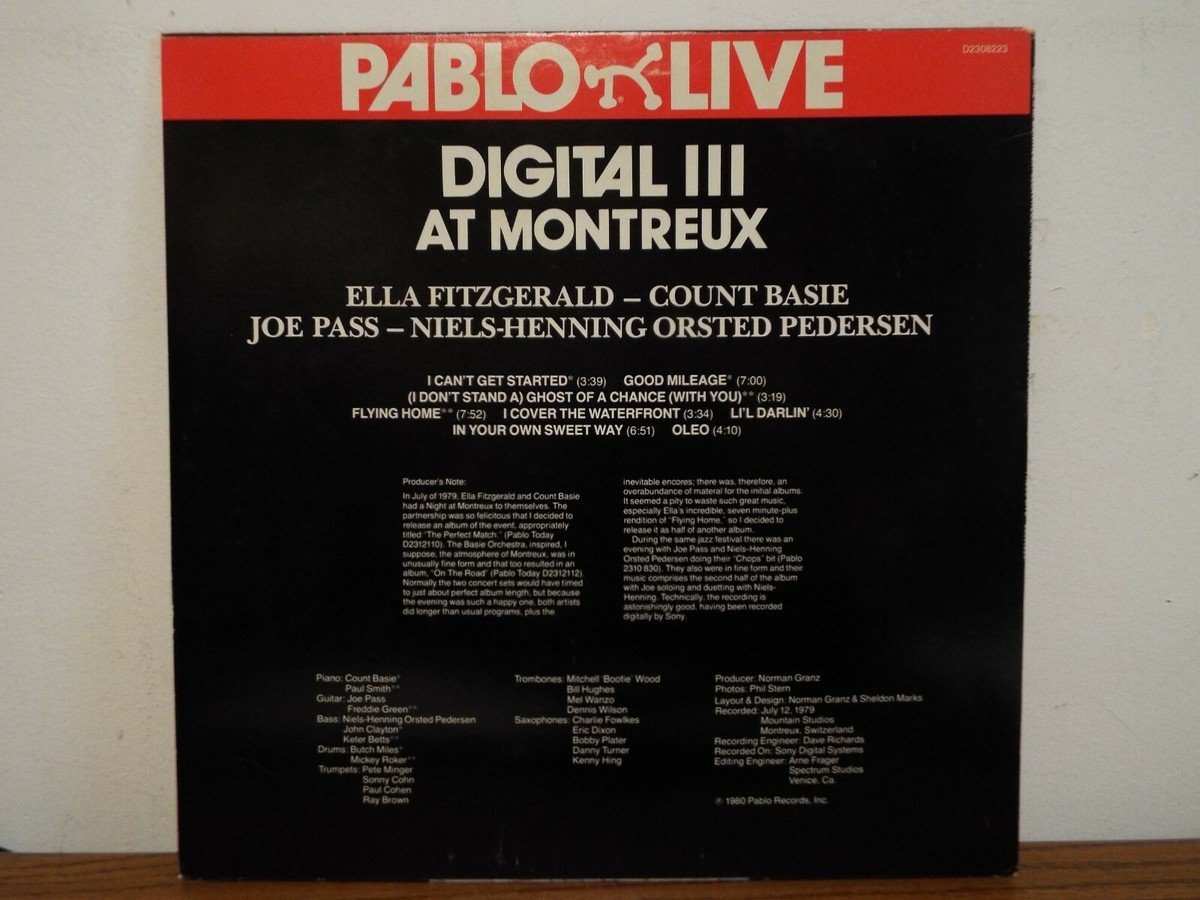 PABLO LIVE
D2308223
DIGITAL III
AT MONTREUX
ELLA FITZGERALD – COUNT BASIE
JOE PASS – NIELS-HENNING ORSTED PEDERSEN
I CAN'T GET STARTED* (3:39) GOOD MILEAGE* (7:00)
(I DON'T STAND A) GHOST OF A CHANCE (WITH YOU)** (3:19)
FLYING HOME** (7:52) I COVER THE WATERFRONT (3:34) LI'L DARLIN' (4:30)
IN YOUR OWN SWEET WAY (6:51) OLEO (4:10)
Producer's Note:
In July of 1979, Ella Fitzgerald and Count Basie
had a Night at Montreux to themselves. The
partnership was so felicitous that I decided to
release an album of the event, appropriately
titled "The Perfect Match." (Pablo Today
D2312110). The Basie Orchestra, inspired, I
suppose, the atmosphere of Montreux, was in
unusually fine form and that too resulted in an
album, "On The Road" (Pablo Today D2312112).
Normally the two concert sets would have timed
to just about perfect album length, but because
the evening was such a happy one, both artists
did longer than usual programs, plus the
inevitable encores; there was, therefore, an
overabundance of materal for the initial albums.
It seemed a pity to waste such great music,
especially Ella's incredible, seven minute-plus
rendition of "Flying Home," so I decided to
release it as half of another album.
During the same jazz festival there was an
evening with Joe Pass and Niels-Henning
Orsted Pedersen doing their "Chops" bit (Pablo
2310 830). They also were in fine form and their
music comprises the second half of the album
with Joe soloing and duetting with Niels-
Henning. Technically, the recording is
astonishingly good, having been recorded
digitally by Sony.
Piano: Count Basie*
Paul Smith**
Guitar: Joe Pass
Freddie Green**
Bass: Niels-Henning Orsted Pedersen
John Clayton*
Keter Betts**
Drums: Butch Miles*
Mickey Roker**
Trumpets: Pete Minger
Sonny Cohn
Paul Cohen
Ray Brown
Trombones: Mitchell 'Bootie' Wood
Bill Hughes
Mel Wanzo
Dennis Wilson
Saxophones: Charlie Fowlkes
Eric Dixon
Bobby Plater
Danny Turner
Kenny Hing
Producer: Norman Granz
Photos: Phil Stern
Layout & Design: Norman Granz & Sheldon Marks
Recorded: July 12, 1979
Mountain Studios
Montreux, Switzerland
Recording Engineer: Dave Richards
Recorded On: Sony Digital Systems
Editing Engineer: Arne Frager
Spectrum Studios
Venice, Ca.
℗ 1980 Pablo Records, Inc.